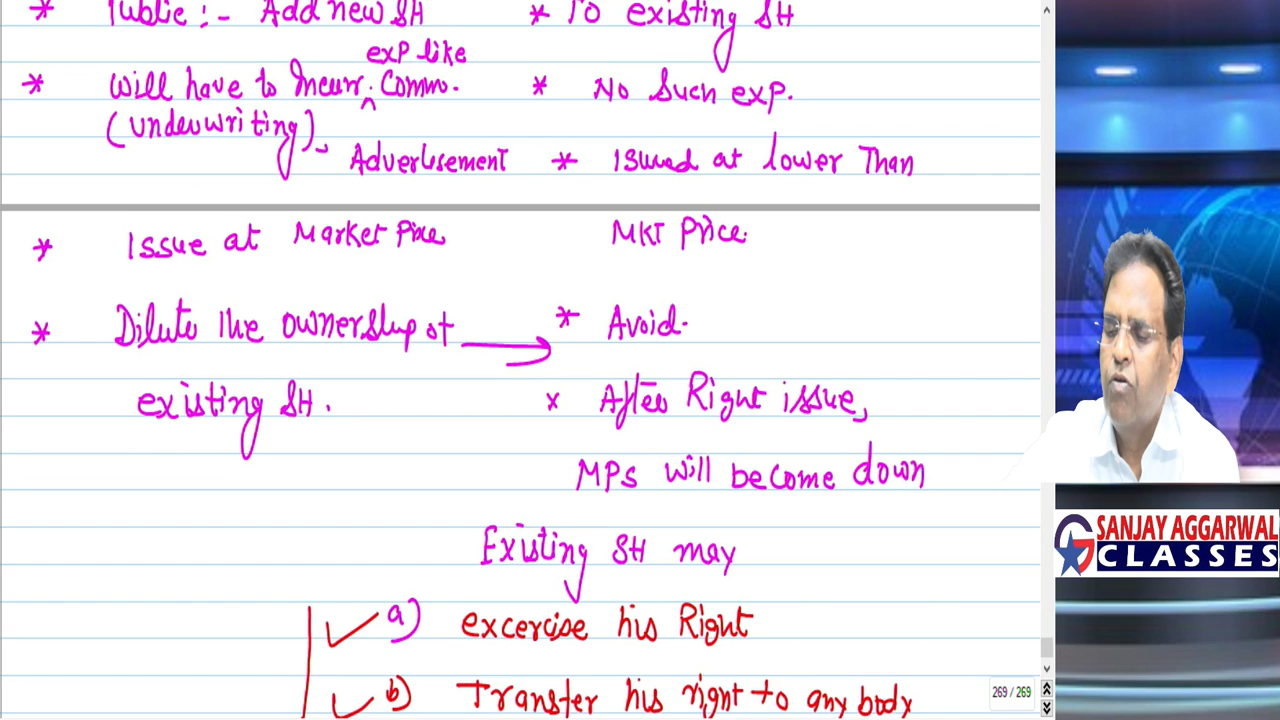 * Public :- Add new SH * To existing SH
exp like
* Will have to Incurr. Comm. * No Such exp.
(underwriting),
Advertisement * Issued at lower Than
* Issue at Market Price MKT Price.
* Dilute the ownership of * Avoid.
existing SH. × After Right issue,
MPS will become down
Existing SH may
a) excercise his Right
b) Transfer his right to any body
269 / 269
SANJAY AGGARWAL
CLASSES